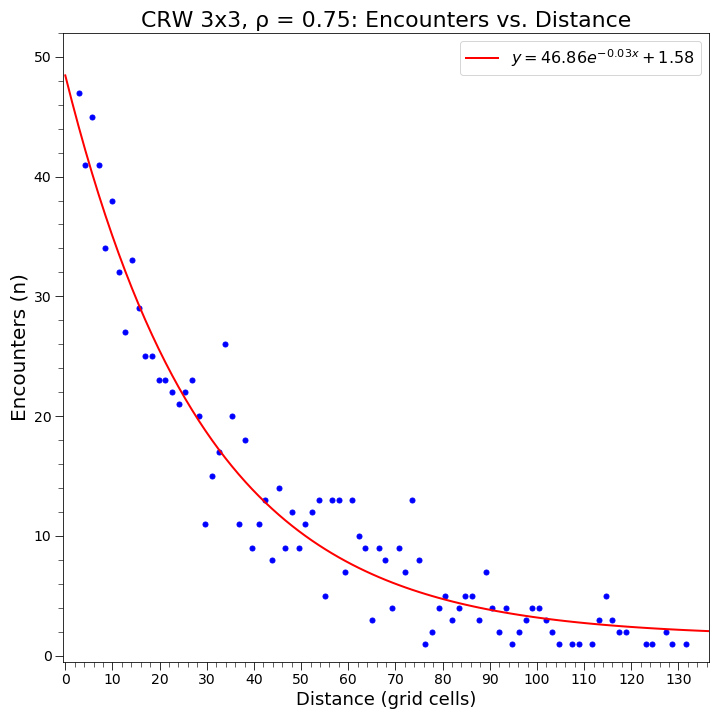 CRW 3x3, ρ = 0.75: Encounters vs. Distance
y = 46.86e^{-0.03x} + 1.58
Encounters (n)
50
40
30
20
10
0
0 10 20 30 40 50 60 70 80 90 100 110 120 130
Distance (grid cells)